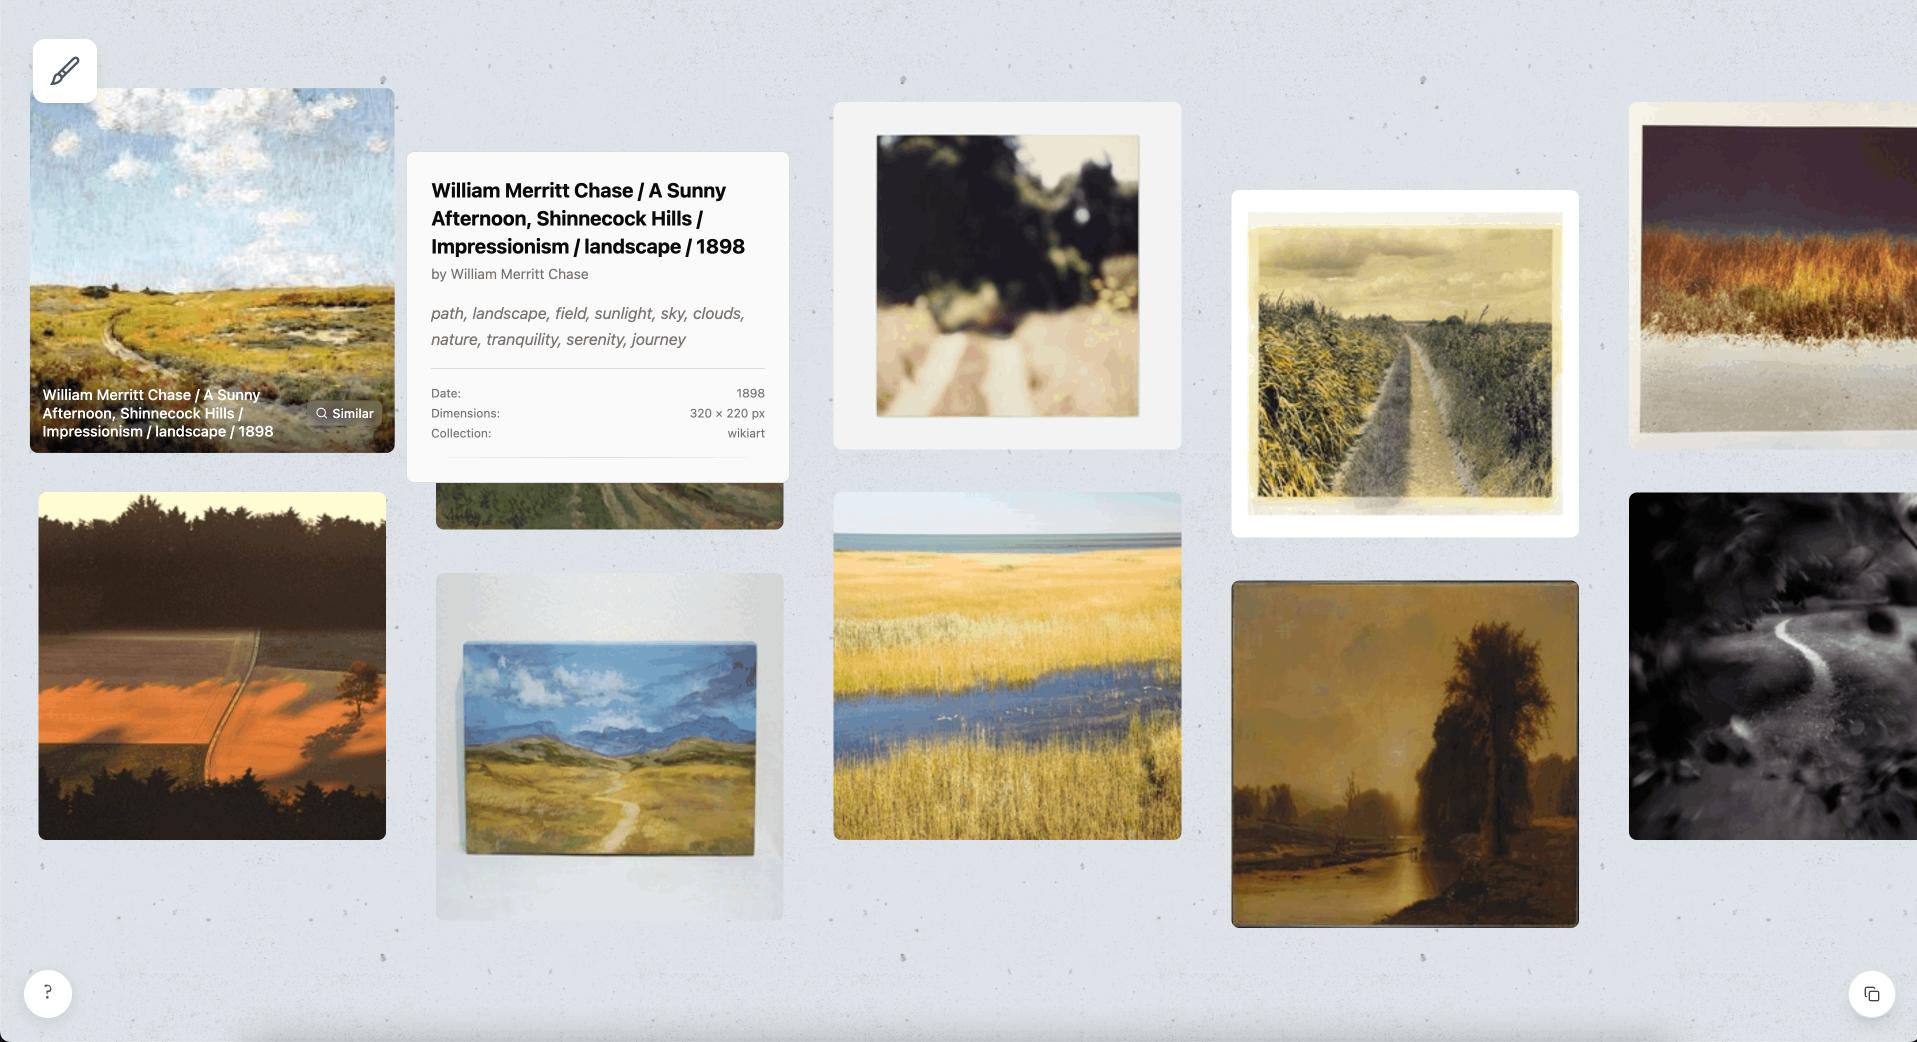 William Merritt Chase / A Sunny
Afternoon, Shinnecock Hills /
Impressionism / landscape / 1898
Similar
William Merritt Chase / A Sunny
Afternoon, Shinnecock Hills /
Impressionism / landscape / 1898
by William Merritt Chase
path, landscape, field, sunlight, sky, clouds,
nature, tranquility, serenity, journey
Date: 1898
Dimensions: 320 × 220 px
Collection: wikiart
?